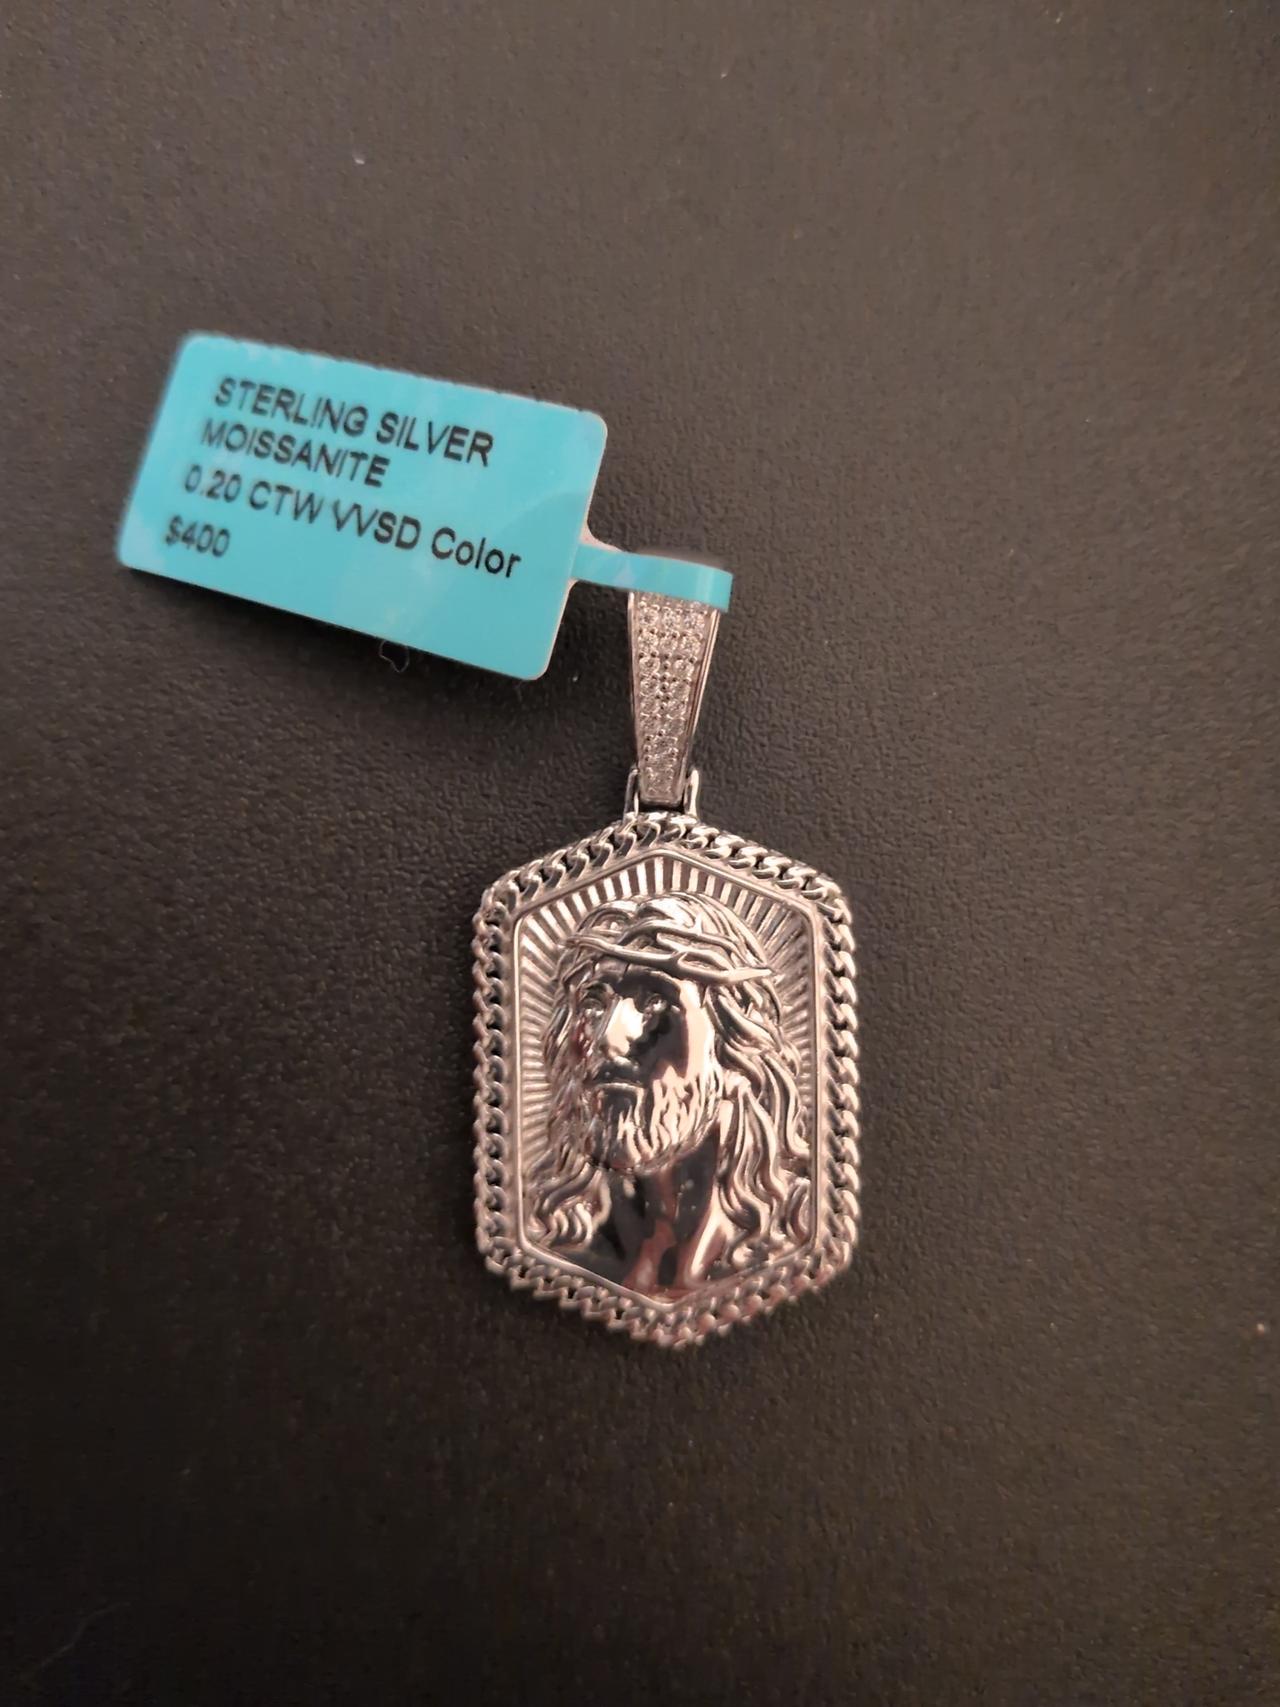 STERLING SILVER
MOISSANITE
0.20 CTW VVSD Color
$400